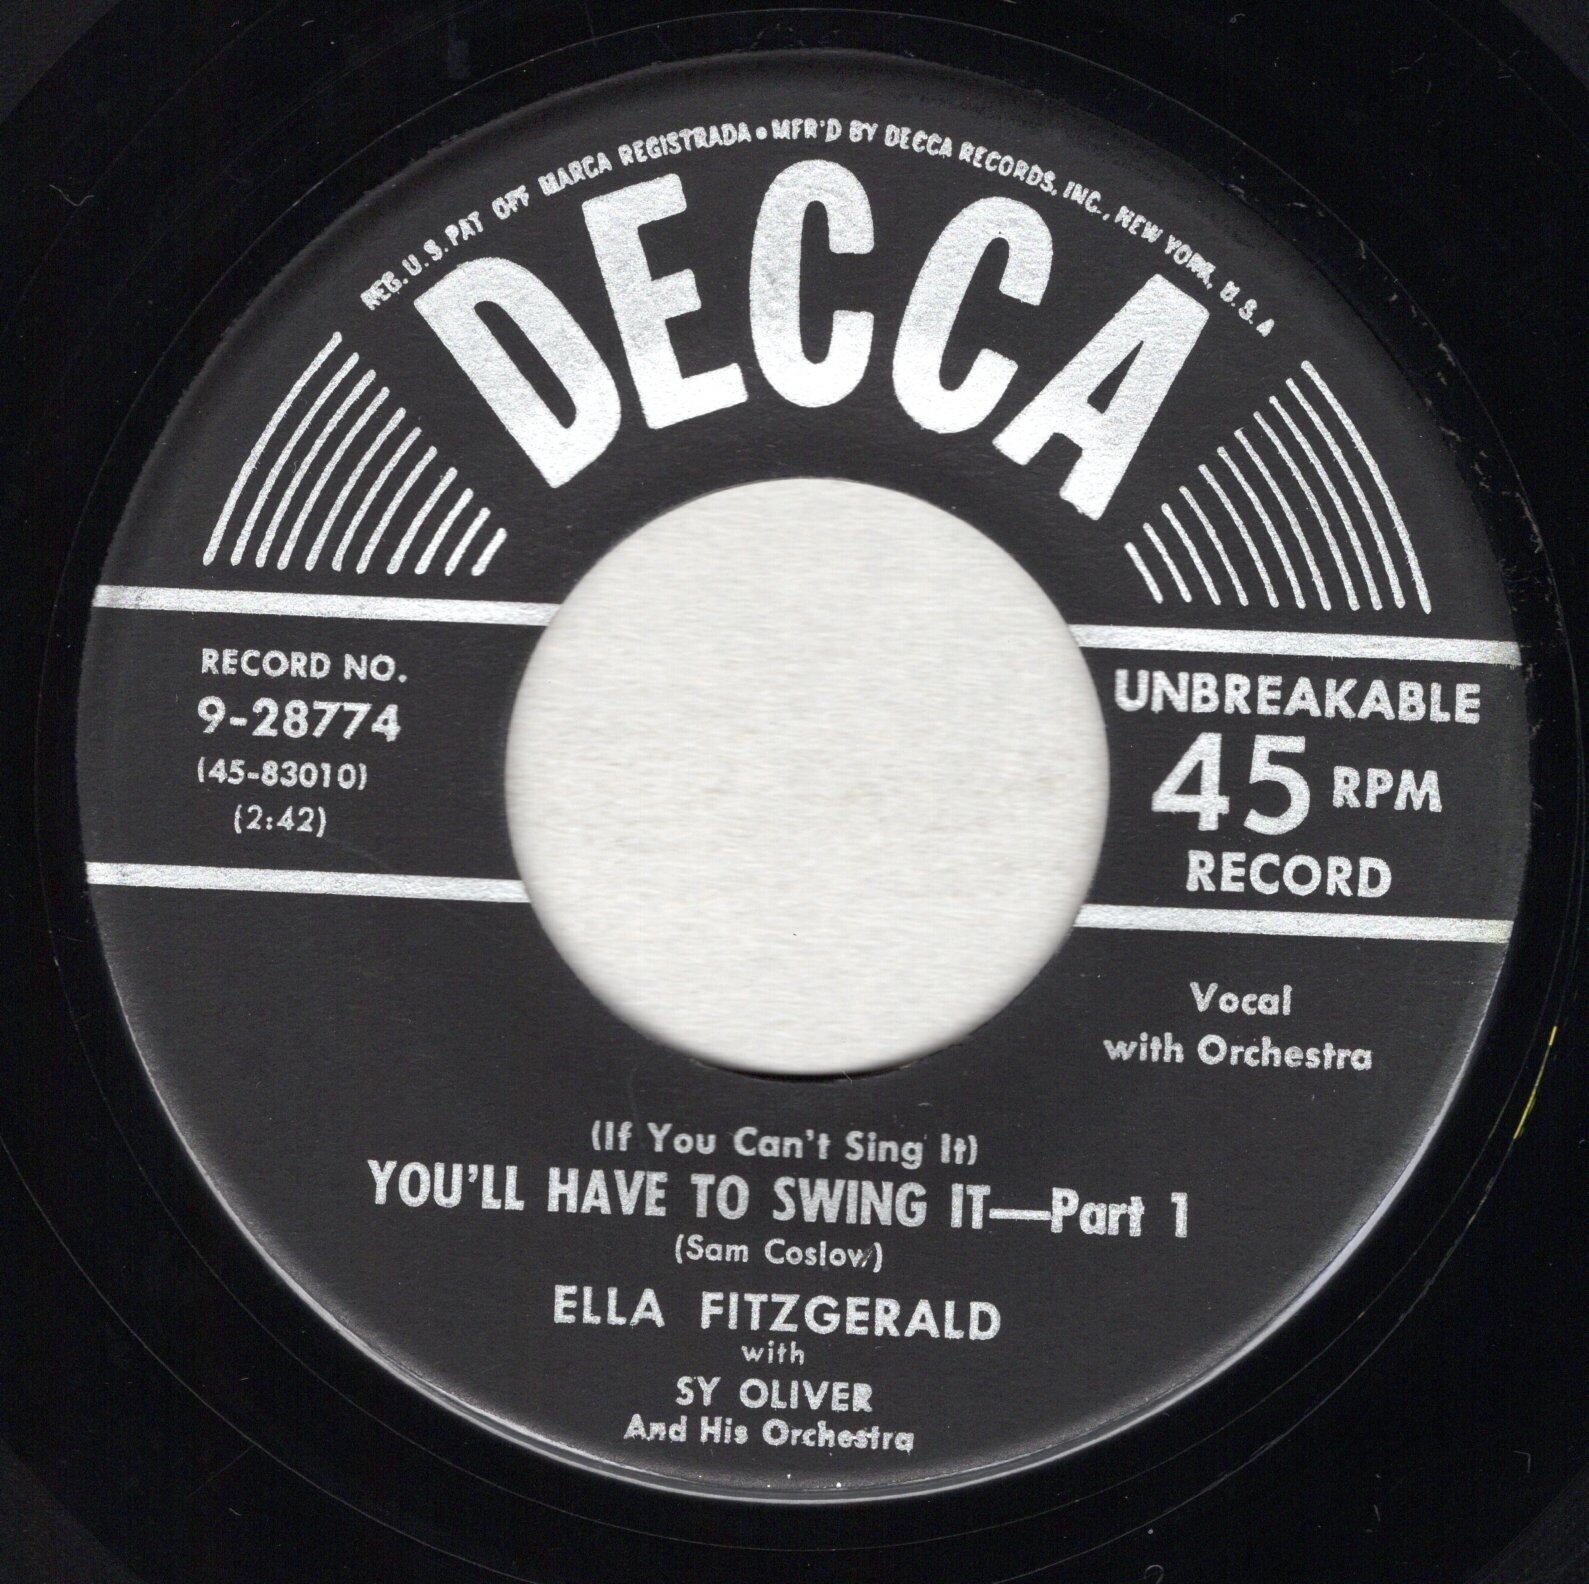 REG. U.S. PAT OFF MARCA REGISTRADA • MFR'D BY DECCA RECORDS, INC., NEW YORK, U.S.A
DECCA
RECORD NO.
9-28774
(45-83010)
(2:42)
UNBREAKABLE
45 RPM
RECORD
Vocal
with Orchestra
(If You Can't Sing It)
YOU'LL HAVE TO SWING IT—Part 1
(Sam Coslow)
ELLA FITZGERALD
with
SY OLIVER
And His Orchestra